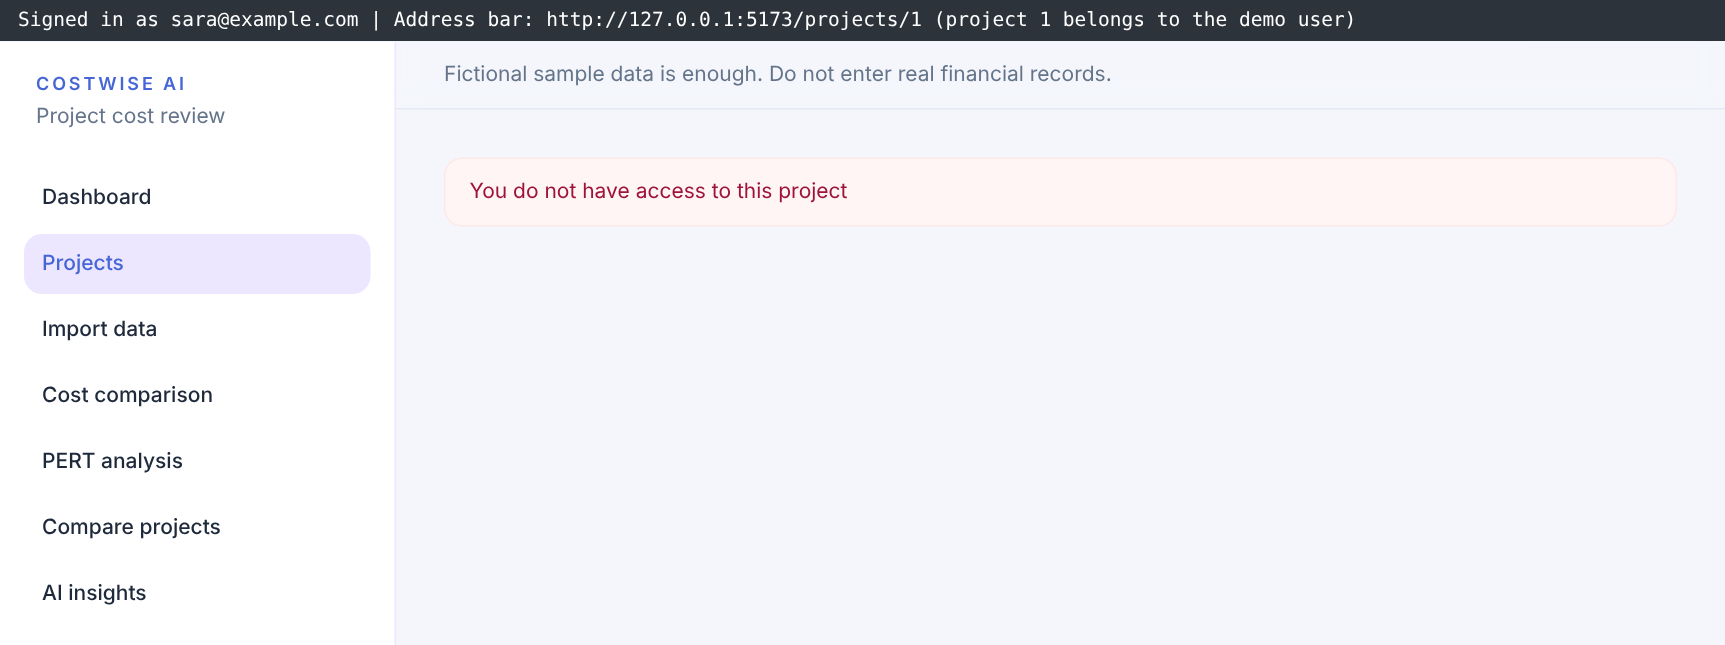 Signed in as sara@example.com | Address bar: http://127.0.0.1:5173/projects/1 (project 1 belongs to the demo user)
COSTWISE AI
Project cost review
Dashboard
Projects
Import data
Cost comparison
PERT analysis
Compare projects
AI insights
Fictional sample data is enough. Do not enter real financial records.
You do not have access to this project